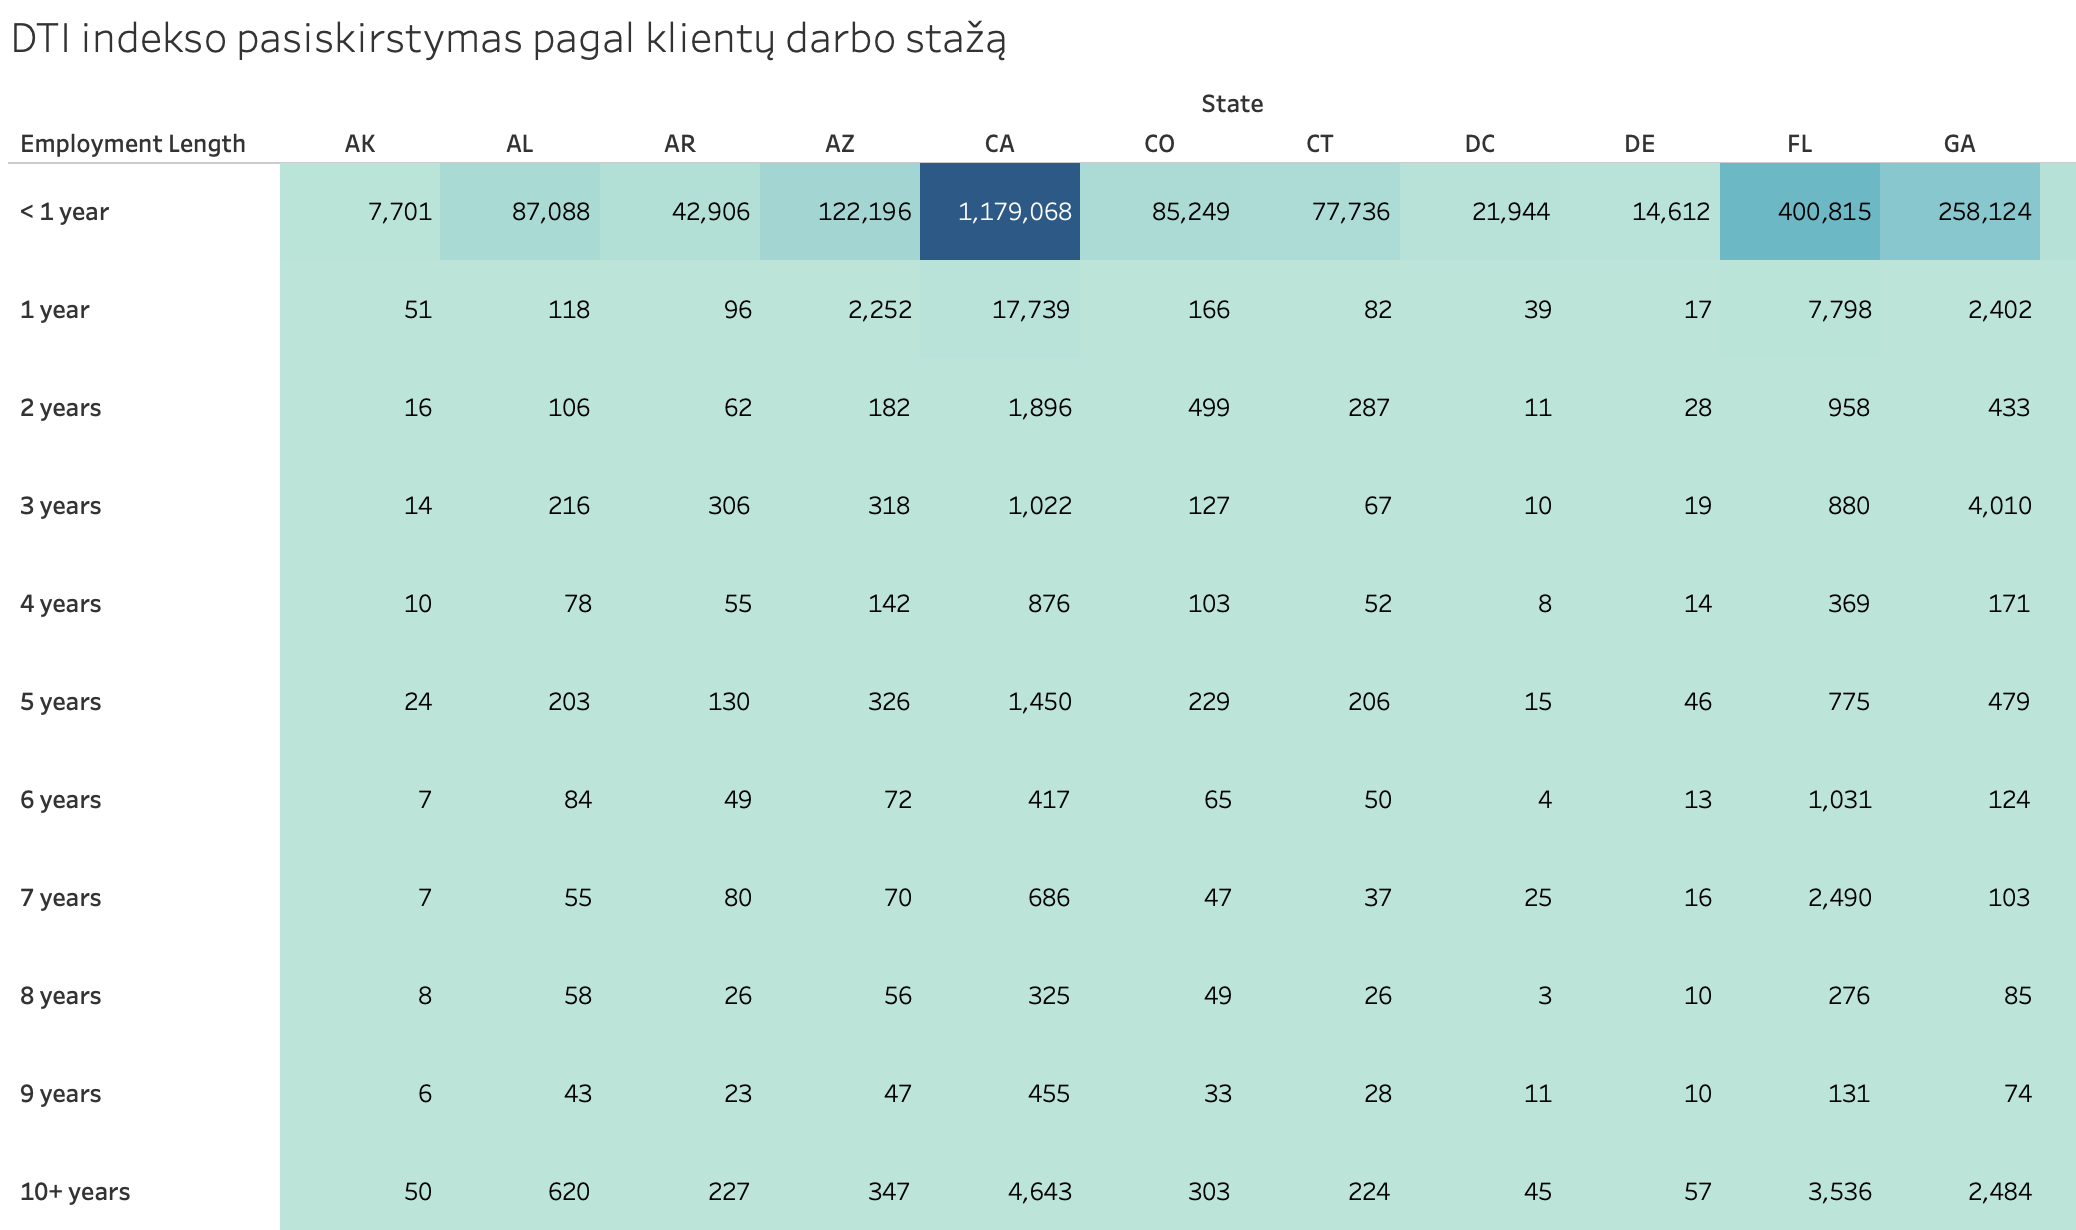 DTI indekso pasiskirstymas pagal klientų darbo stažą
State
Employment Length AK AL AR AZ CA CO CT DC DE FL GA
< 1 year 7,701 87,088 42,906 122,196 1,179,068 85,249 77,736 21,944 14,612 400,815 258,124
1 year 51 118 96 2,252 17,739 166 82 39 17 7,798 2,402
2 years 16 106 62 182 1,896 499 287 11 28 958 433
3 years 14 216 306 318 1,022 127 67 10 19 880 4,010
4 years 10 78 55 142 876 103 52 8 14 369 171
5 years 24 203 130 326 1,450 229 206 15 46 775 479
6 years 7 84 49 72 417 65 50 4 13 1,031 124
7 years 7 55 80 70 686 47 37 25 16 2,490 103
8 years 8 58 26 56 325 49 26 3 10 276 85
9 years 6 43 23 47 455 33 28 11 10 131 74
10+ years 50 620 227 347 4,643 303 224 45 57 3,536 2,484